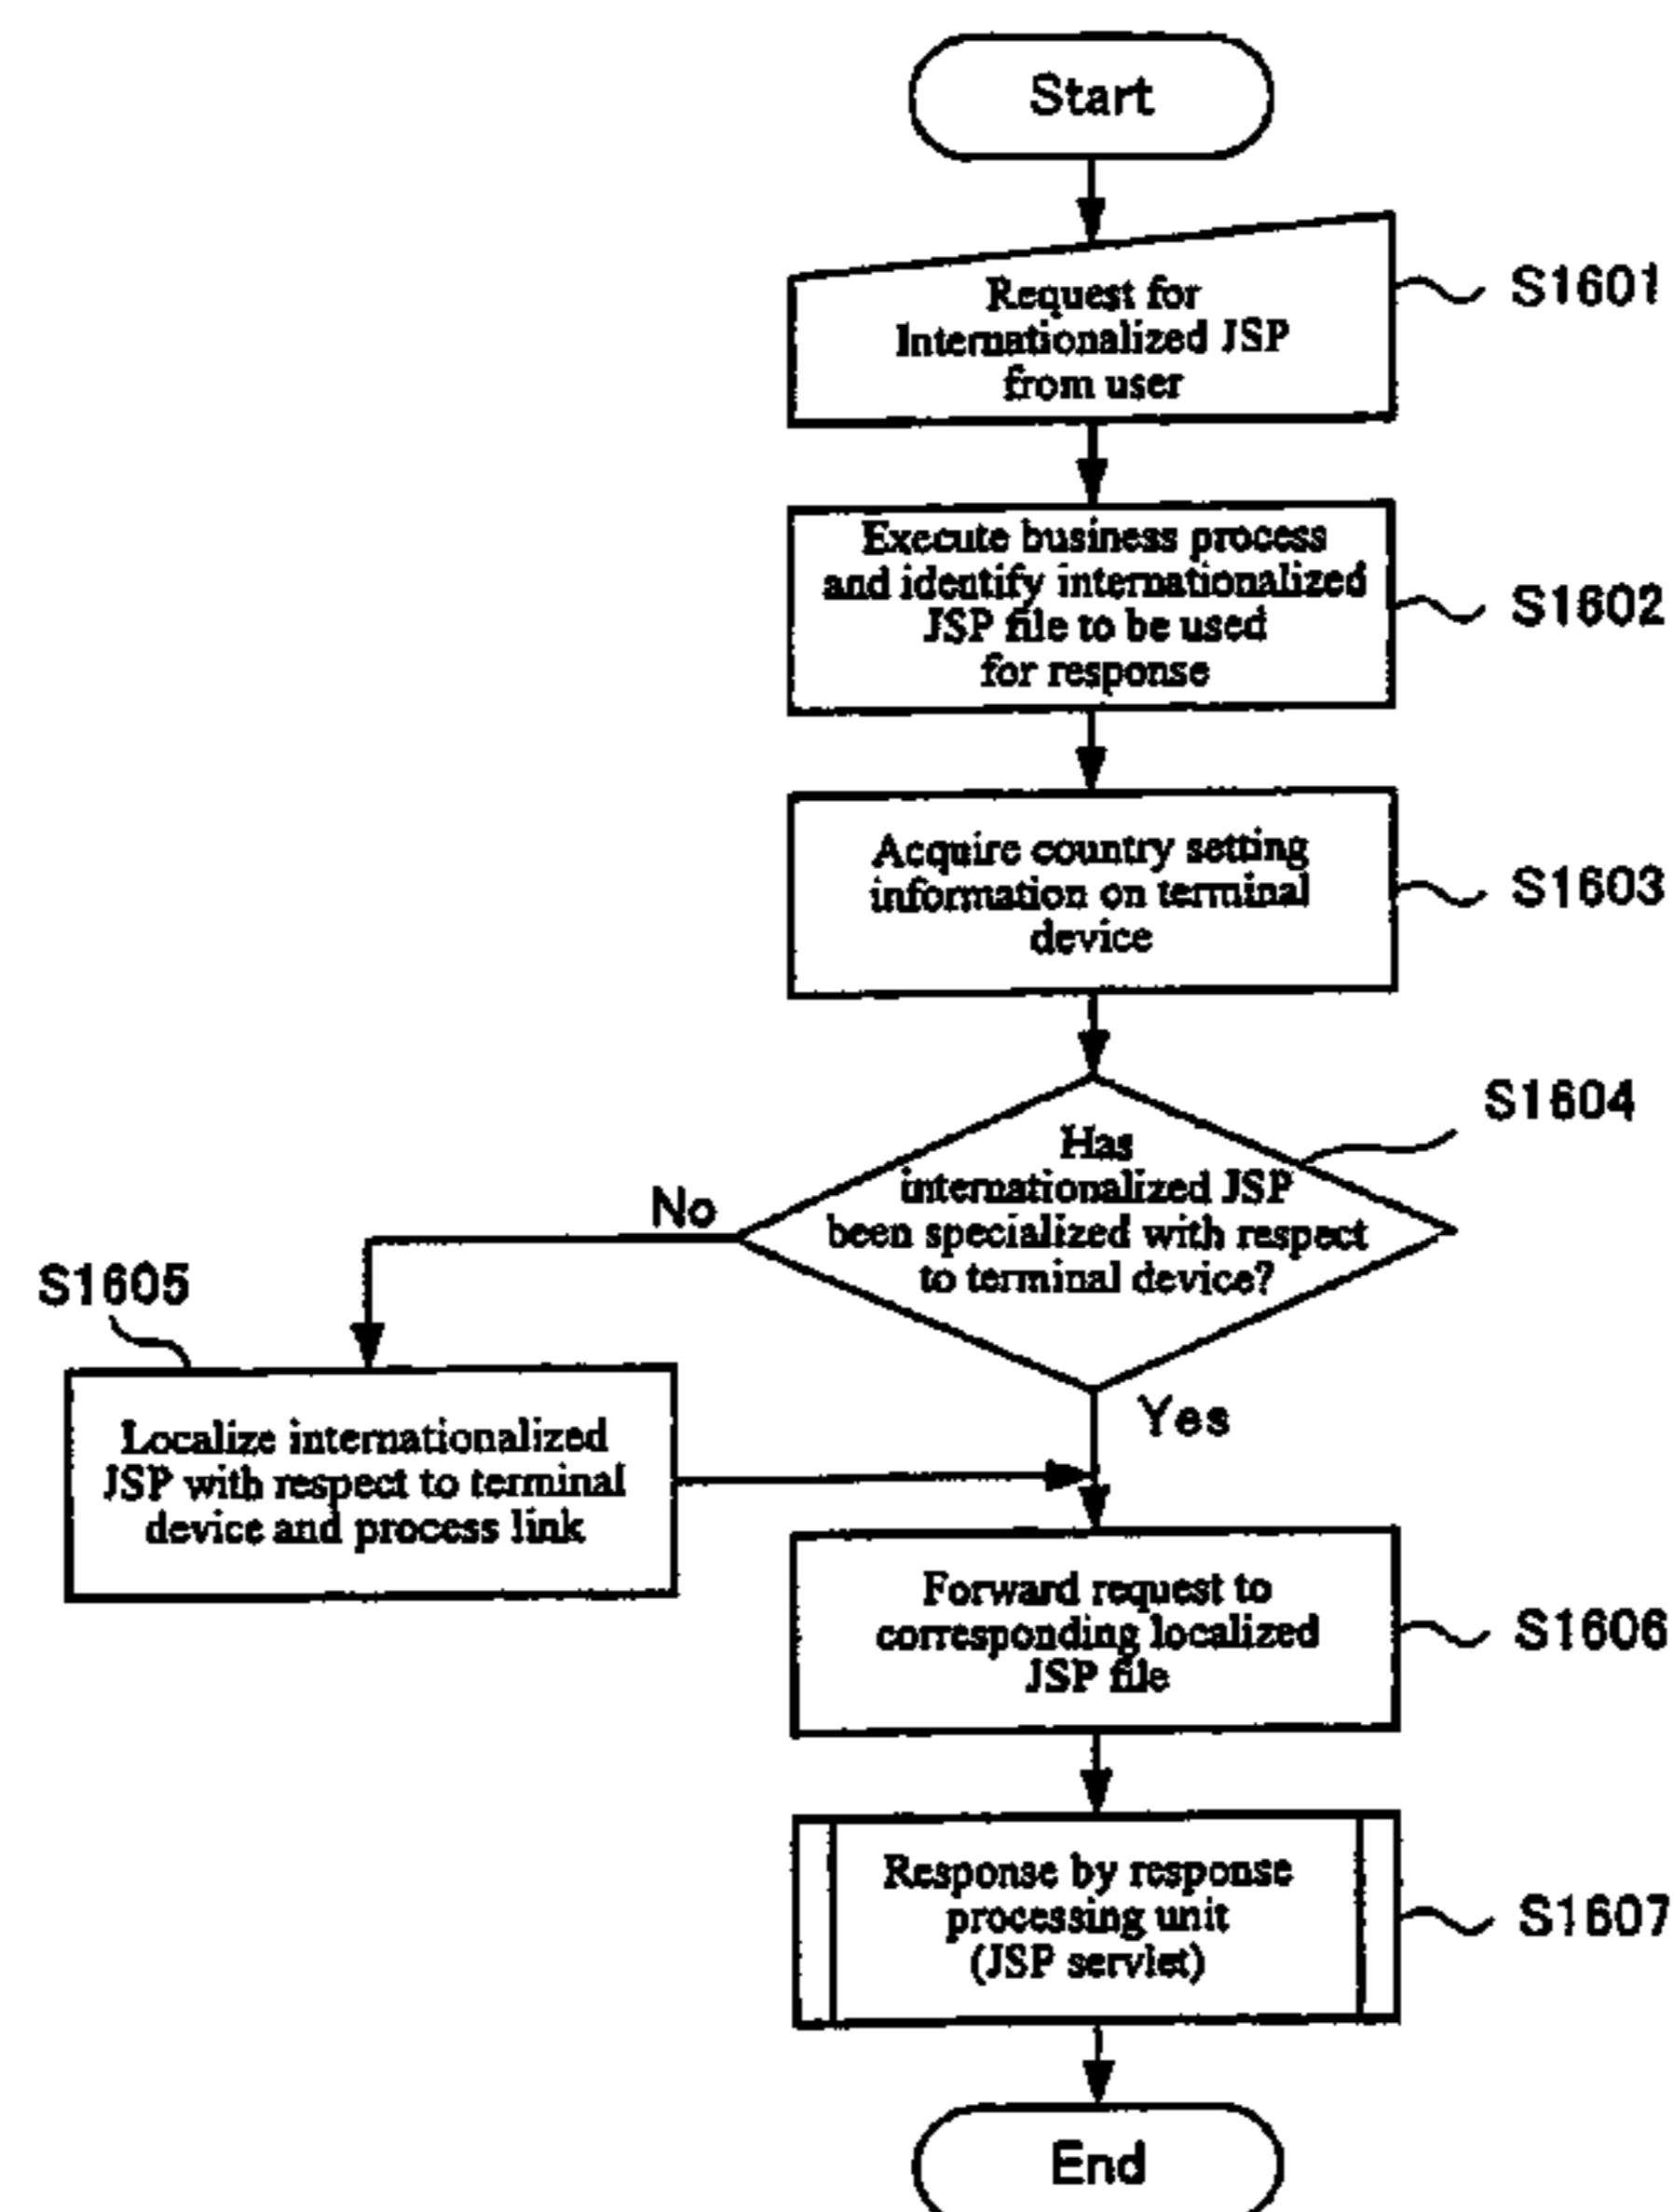 Start
Request for
Internationalized JSP
from user
S1601
Execute business process
and identify internationalized
JSP file to be used
for response
S1602
Acquire country setting
information on terminal
device
S1603
Has
internationalized JSP
been specialized with respect
to terminal device?
S1604
No
Yes
S1605
Localize internationalized
JSP with respect to terminal
device and process link
Forward request to
corresponding localized
JSP file
S1606
Response by response
processing unit
(JSP servlet)
S1607
End